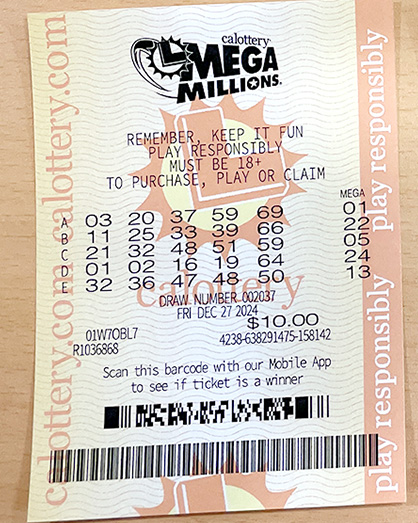 calottery
MEGA
MILLIONS.
REMEMBER, KEEP IT FUN
PLAY RESPONSIBLY
MUST BE 18+
TO PURCHASE, PLAY OR CLAIM
MEGA
A 03 20 37 59 69 01
B 11 25 33 39 66 22
C 21 32 48 51 59 05
D 01 02 16 19 64 24
E 32 36 47 48 50 13
calottery
DRAW NUMBER 002037
FRI DEC 27 2024
$10.00
01W7OBL7 4238-638291475-158142
R1036868
Scan this barcode with our Mobile App
to see if ticket is a winner
calottery.com calottery.com
play responsibly play responsibly